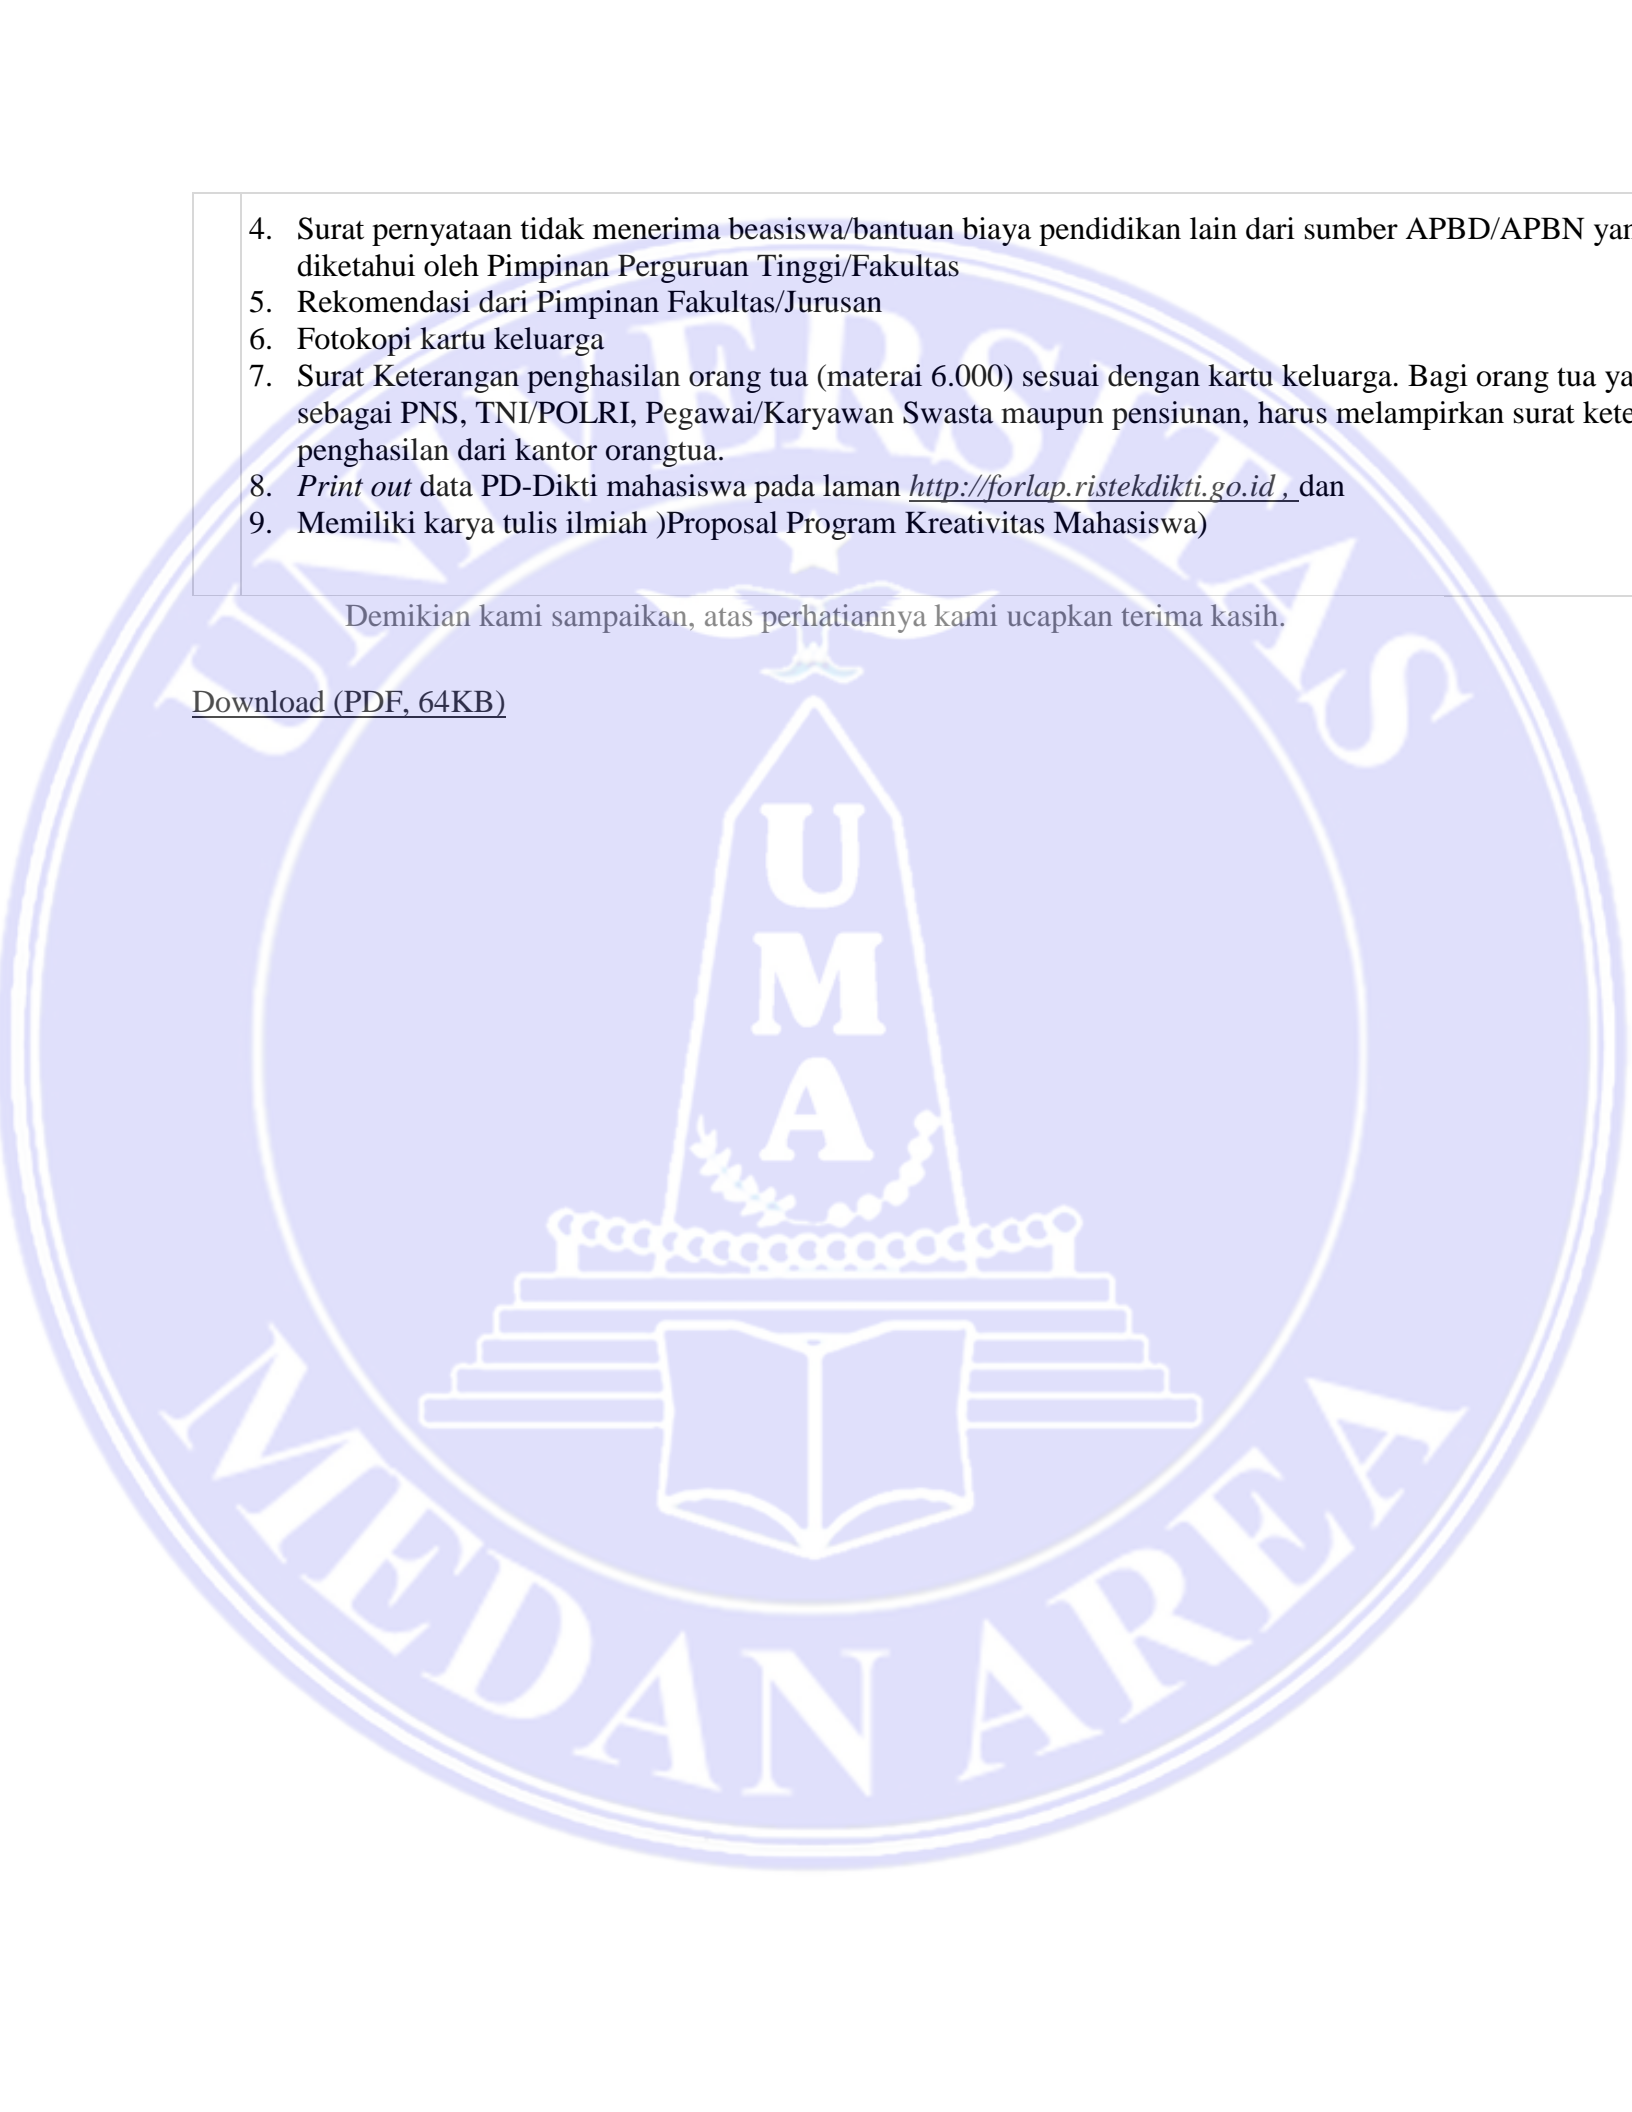 4. Surat pernyataan tidak menerima beasiswa/bantuan biaya pendidikan lain dari sumber APBD/APBN
diketahui oleh Pimpinan Perguruan Tinggi/Fakultas
5. Rekomendasi dari Pimpinan Fakultas/Jurusan
6. Fotokopi kartu keluarga
7. Surat Keterangan penghasilan orang tua (materai 6.000) sesuai dengan kartu keluarga. Bagi orang tua
sebagai PNS, TNI/POLRI, Pegawai/Karyawan Swasta maupun pensiunan, harus melampirkan surat
penghasilan dari kantor orangtua.
8. Print out data PD-Dikti mahasiswa pada laman http://forlap.ristekdikti.go.id , dan
9. Memiliki karya tulis ilmiah )Proposal Program Kreativitas Mahasiswa)
Demikian kami sampaikan, atas perhatiannya kami ucapkan terima kasih.
Download (PDF, 64KB)
UNIVERSITAS
U
M
A
MEDAN AREA